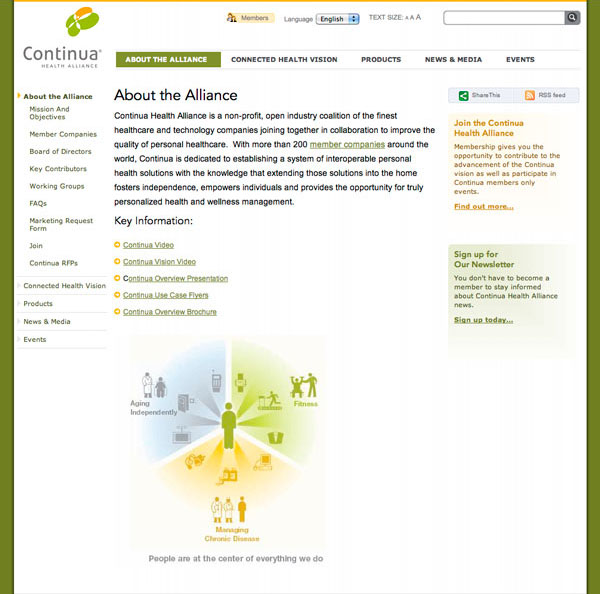 Members
Language English
TEXT SIZE: A A A
Continua®
HEALTH ALLIANCE
ABOUT THE ALLIANCE
CONNECTED HEALTH VISION
PRODUCTS
NEWS & MEDIA
EVENTS
About the Alliance
Mission And
Objectives
Member Companies
Board of Directors
Key Contributors
Working Groups
FAQs
Marketing Request
Form
Join
Continua RFPs
Connected Health Vision
Products
News & Media
Events
About the Alliance
Continua Health Alliance is a non-profit, open industry coalition of the finest
healthcare and technology companies joining together in collaboration to improve the
quality of personal healthcare. With more than 200 member companies around the
world, Continua is dedicated to establishing a system of interoperable personal
health solutions with the knowledge that extending those solutions into the home
fosters independence, empowers individuals and provides the opportunity for truly
personalized health and wellness management.
Key Information:
Continua Video
Continua Vision Video
Continua Overview Presentation
Continua Use Case Flyers
Continua Overview Brochure
Aging
Independently
Fitness
Managing
Chronic Disease
People are at the center of everything we do
ShareThis
RSS feed
Join the Continua
Health Alliance
Membership gives you the
opportunity to contribute to the
advancement of the Continua
vision as well as participate in
Continua members only
events.
Find out more...
Sign up for
Our Newsletter
You don't have to become a
member to stay informed
about Continua Health Alliance
news.
Sign up today...